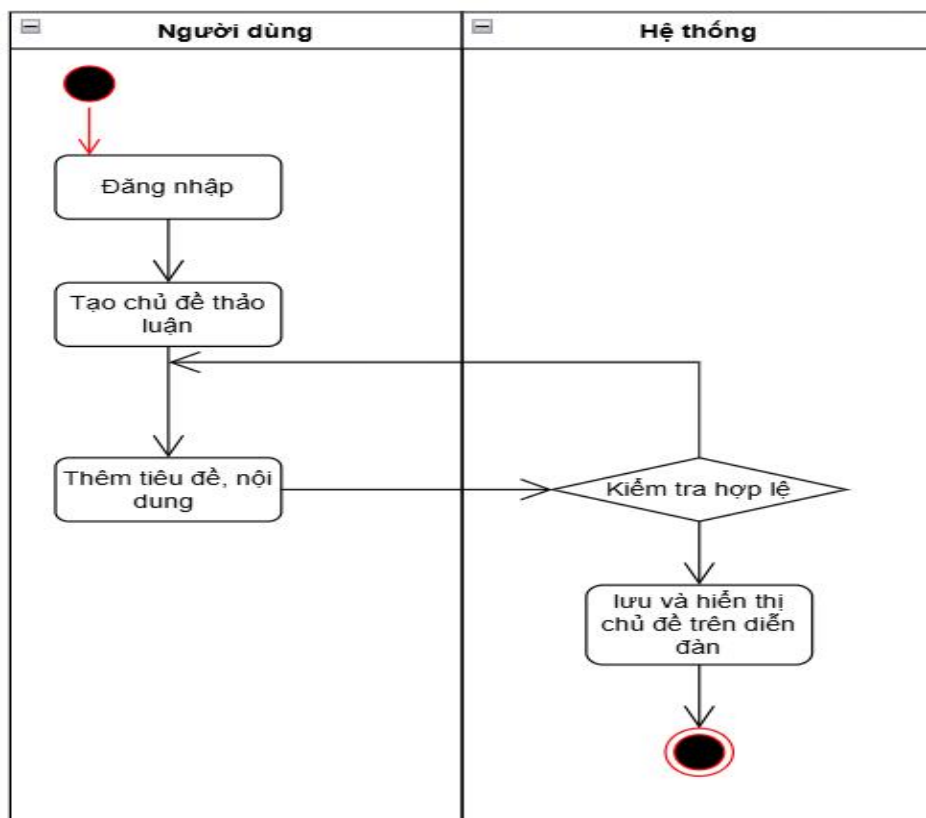 Người dùng
Hệ thống
Đăng nhập
Tạo chủ đề thảo
luận
Thêm tiêu đề, nội
dung
Kiểm tra hợp lệ
lưu và hiển thị
chủ đề trên diễn
đàn